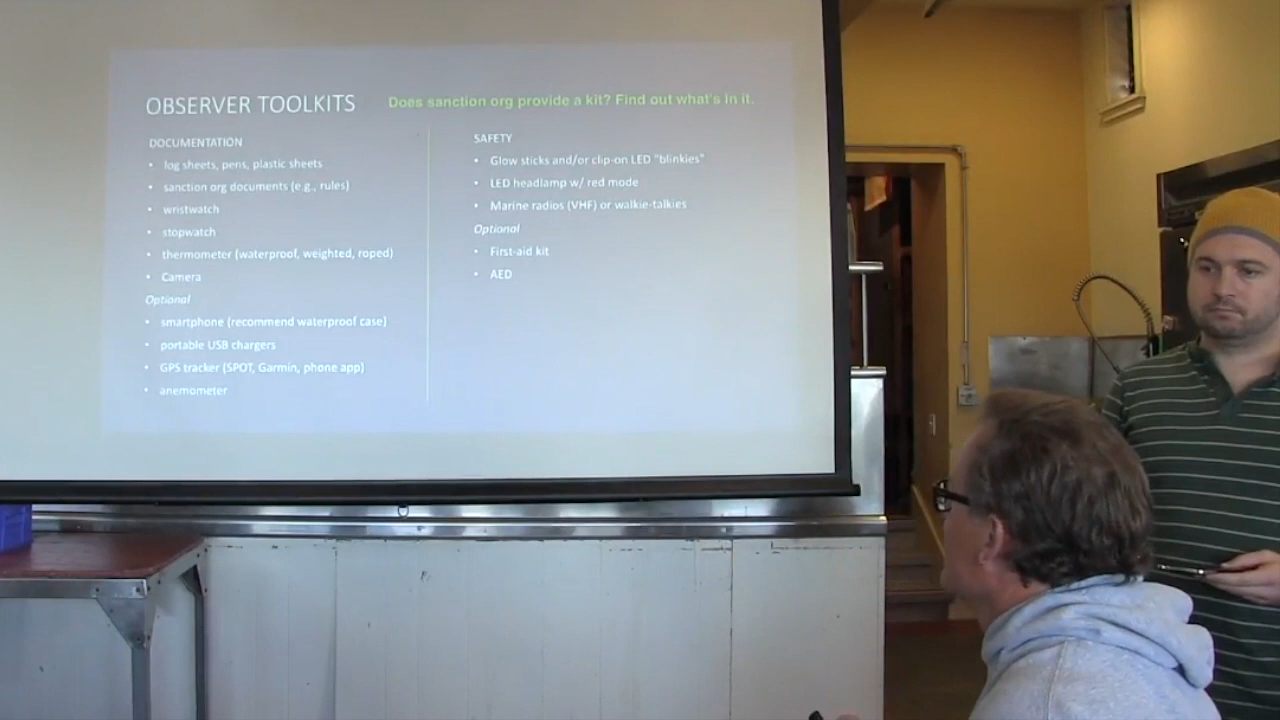 OBSERVER TOOLKITS
Does sanction org provide a kit? Find out what's in it.
DOCUMENTATION
• log sheets, pens, plastic sheets
• sanction org documents (e.g., rules)
• wristwatch
• stopwatch
• thermometer (waterproof, weighted, roped)
• Camera
Optional
• smartphone (recommend waterproof case)
• portable USB chargers
• GPS tracker (SPOT, Garmin, phone app)
• anemometer
SAFETY
• Glow sticks and/or clip-on LED "blinkies"
• LED headlamp w/ red mode
• Marine radios (VHF) or walkie-talkies
Optional
• First-aid kit
• AED